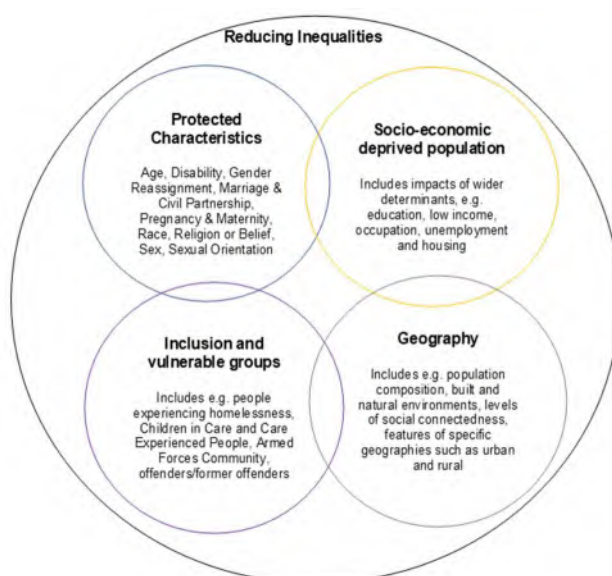 Reducing Inequalities
Protected
Characteristics
Age, Disability, Gender
Reassignment, Marriage &
Civil Partnership,
Pregnancy & Maternity,
Race, Religion or Belief,
Sex, Sexual Orientation
Socio-economic
deprived population
Includes impacts of wider
determinants, e.g.
education, low income,
occupation, unemployment
and housing
Inclusion and
vulnerable groups
Includes e.g. people
experiencing homelessness,
Children in Care and Care
Experienced People, Armed
Forces Community,
offenders/former offenders
Geography
Includes e.g. population
composition, built and
natural environments, levels
of social connectedness,
features of specific
geographies such as urban
and rural